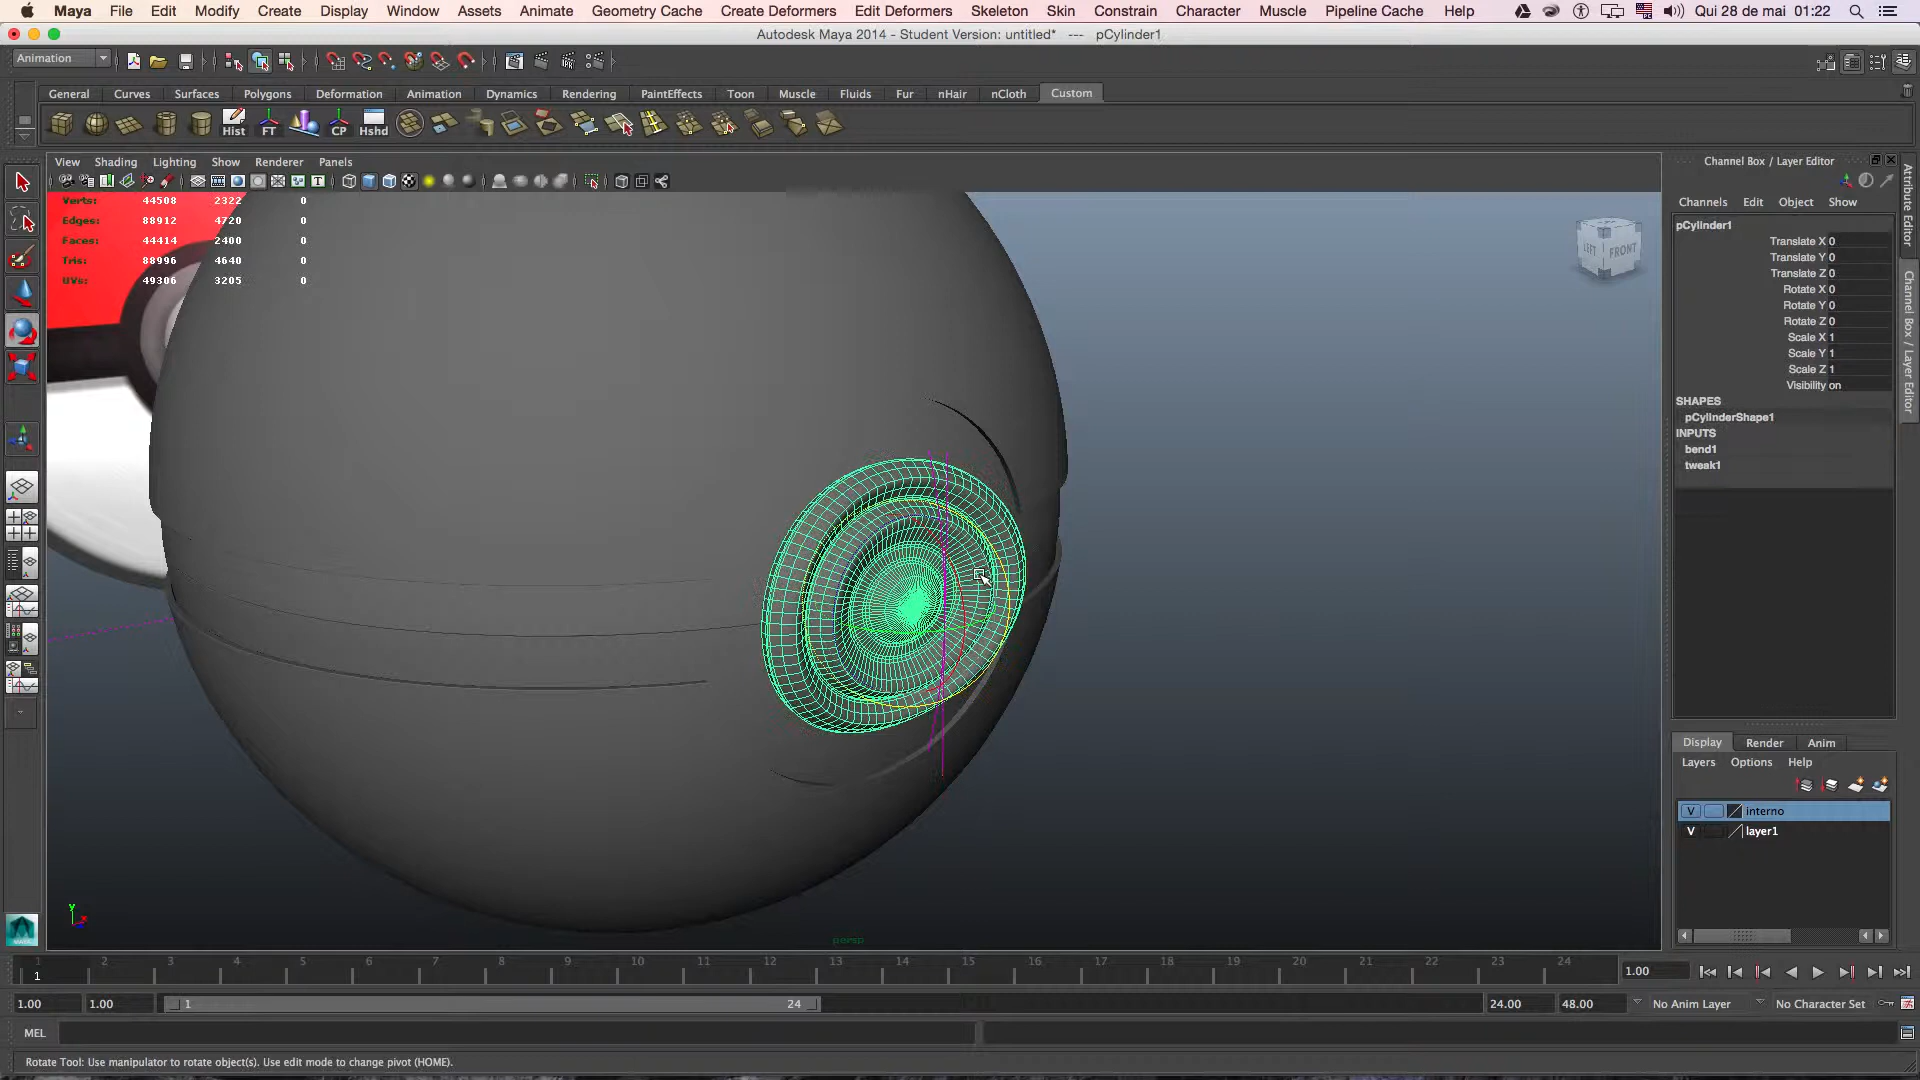 Maya File Edit Modify Create Display Window Assets Animate Geometry Cache Create Deformers Edit Deformers Skeleton Skin Constrain Character Muscle Pipeline Cache Help Qui 28 de mai 01:22
Autodesk Maya 2014 - Student Version: untitled* --- pCylinder1
Animation
General Curves Surfaces Polygons Deformation Animation Dynamics Rendering PaintEffects Toon Muscle Fluids Fur nHair nCloth Custom
Hist FT CP Hshd
View Shading Lighting Show Renderer Panels
Verts: 44508 2322 0
Edges: 88912 4720 0
Faces: 44414 2400 0
Tris: 88996 4640 0
UVs: 49306 3205 0
LEFT FRONT
persp
Channel Box / Layer Editor
Channels Edit Object Show
pCylinder1
Translate X 0
Translate Y 0
Translate Z 0
Rotate X 0
Rotate Y 0
Rotate Z 0
Scale X 1
Scale Y 1
Scale Z 1
Visibility on
SHAPES
pCylinderShape1
INPUTS
bend1
tweak1
Attribute Editor
Channel Box / Layer Editor
Display Render Anim
Layers Options Help
V interno
V layer1
1 2 3 4 5 6 7 8 9 10 11 12 13 14 15 16 17 18 19 20 21 22 23 24
1
1.00
1.00 1.00 1 24 24.00 48.00 No Anim Layer No Character Set
MEL
Rotate Tool: Use manipulator to rotate object(s). Use edit mode to change pivot (HOME).